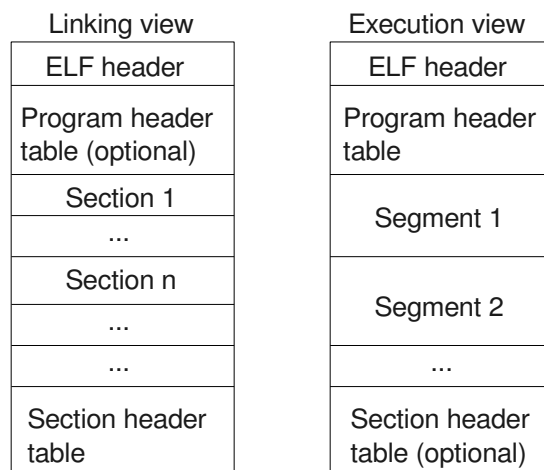 Linking view
ELF header
Program header
table (optional)
Section 1
...
Section n
...
...
Section header
table
Execution view
ELF header
Program header
table
Segment 1
Segment 2
...
Section header
table (optional)